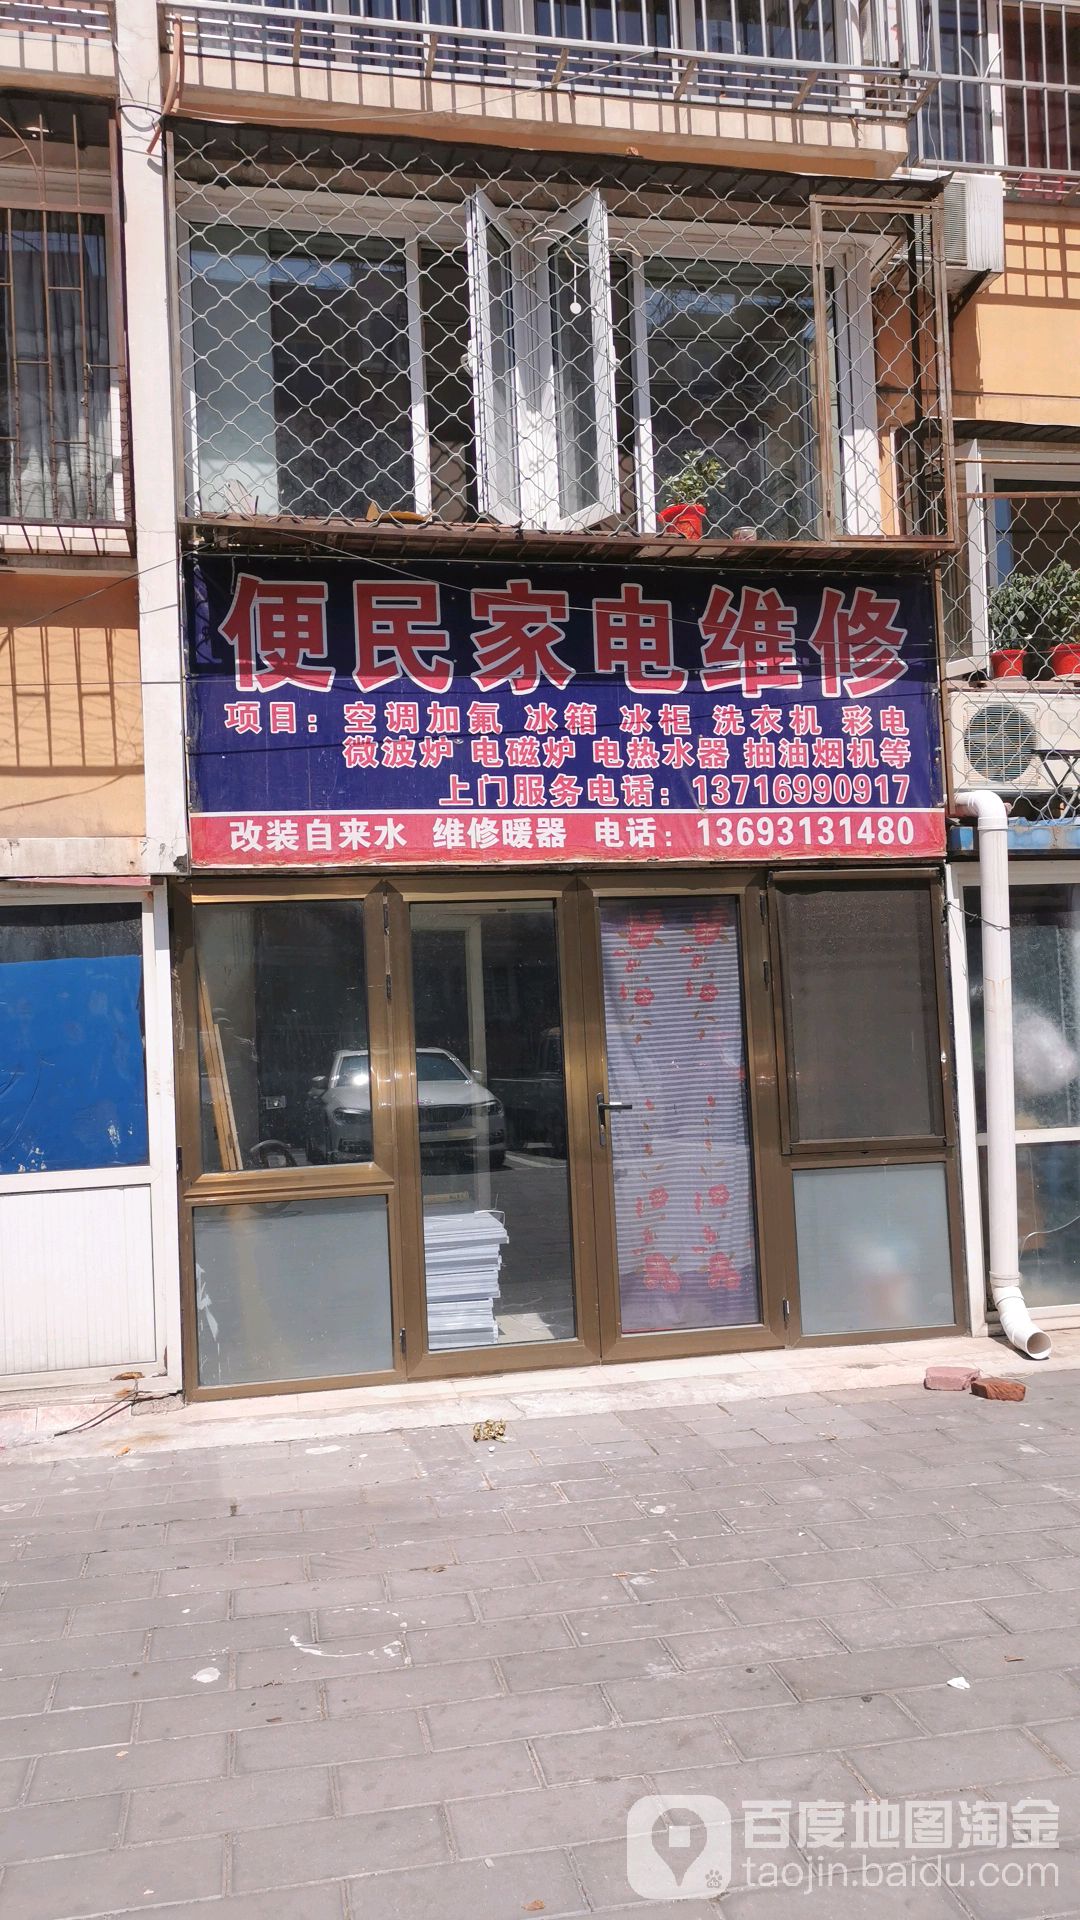 便民家电维修
项目：空调加氟 冰箱 冰柜 洗衣机 彩电
微波炉 电磁炉 电热水器 抽油烟机等
上门服务电话：13716990917
改装自来水 维修暖器 电话：13693131480
百度地图淘金
taojin.baidu.com